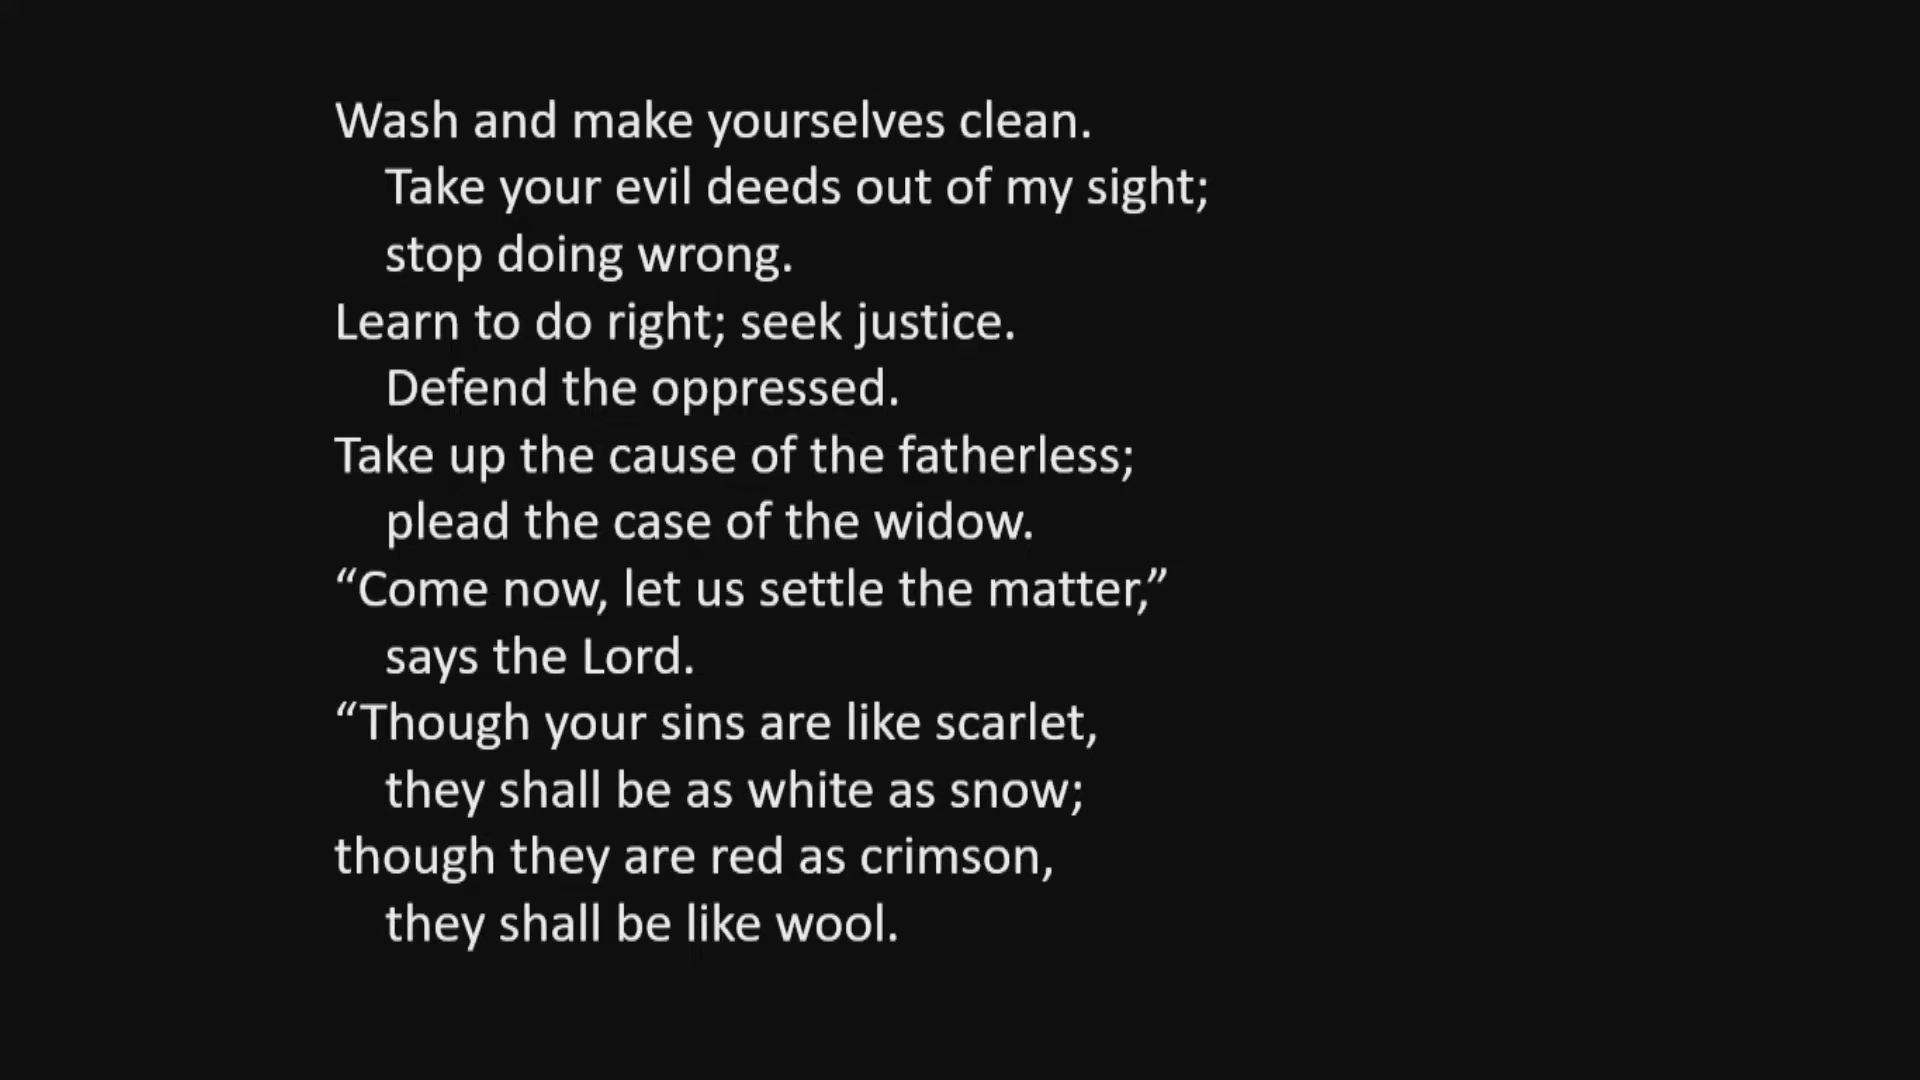 Wash and make yourselves clean.
Take your evil deeds out of my sight;
stop doing wrong.
Learn to do right; seek justice.
Defend the oppressed.
Take up the cause of the fatherless;
plead the case of the widow.
“Come now, let us settle the matter,”
says the Lord.
“Though your sins are like scarlet,
they shall be as white as snow;
though they are red as crimson,
they shall be like wool.